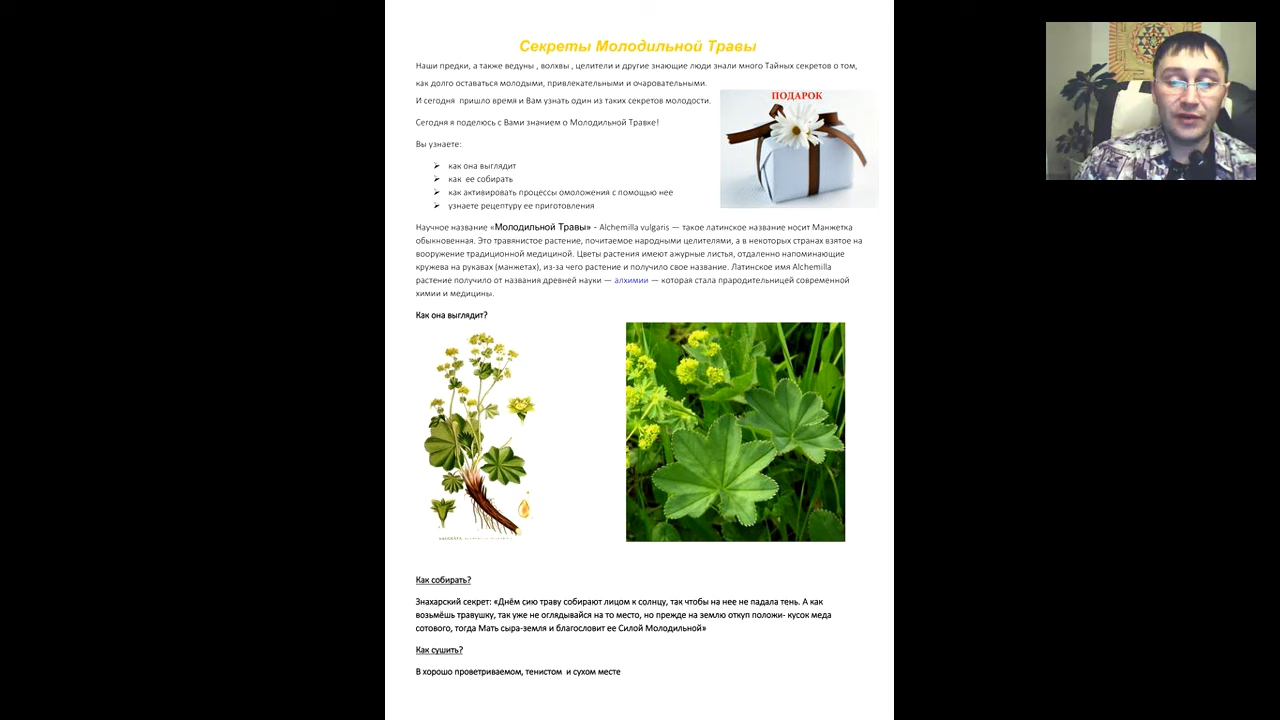 Секреты Молодильной Травы
Наши предки, а также ведуны , волхвы , целители и другие знающие люди знали много Тайных секретов о том,
как долго оставаться молодыми, привлекательными и очаровательными.
И сегодня  пришло время и Вам узнать один из таких секретов молодости.
ПОДАРОК
Сегодня я поделюсь с Вами знанием о Молодильной Травке!
Вы узнаете:
➢ как она выглядит
➢ как  ее собирать
➢ как активировать процессы омоложения с помощью нее
➢ узнаете рецептуру ее приготовления
Научное название «Молодильной Травы» - Alchemilla vulgaris — такое латинское название носит Манжетка
обыкновенная. Это травянистое растение, почитаемое народными целителями, а в некоторых странах взятое на
вооружение традиционной медициной. Цветы растения имеют ажурные листья, отдаленно напоминающие
кружева на рукавах (манжетах), из-за чего растение и получило свое название. Латинское имя Alchemilla
растение получило от названия древней науки — алхимии — которая стала прародительницей современной
химии и медицины.
Как она выглядит?
Как собирать?
Знахарский секрет: «Днём сию траву собирают лицом к солнцу, так чтобы на нее не падала тень. А как
возьмёшь травушку, так уже не оглядывайся на то место, но прежде на землю откуп положи- кусок меда
сотового, тогда Мать сыра-земля и благословит ее Силой Молодильной»
Как сушить?
В хорошо проветриваемом, тенистом  и сухом месте